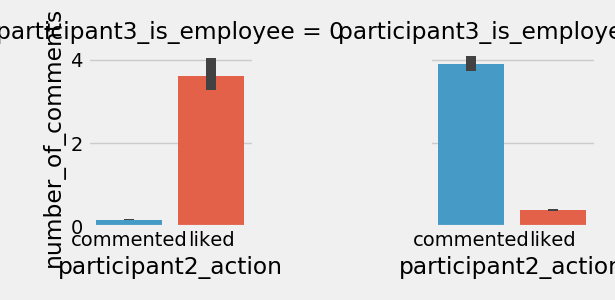 participant3_is_employee = 0
participant3_is_employe
number_of_comments
4
2
0
commented liked
commented liked
participant2_action
participant2_action